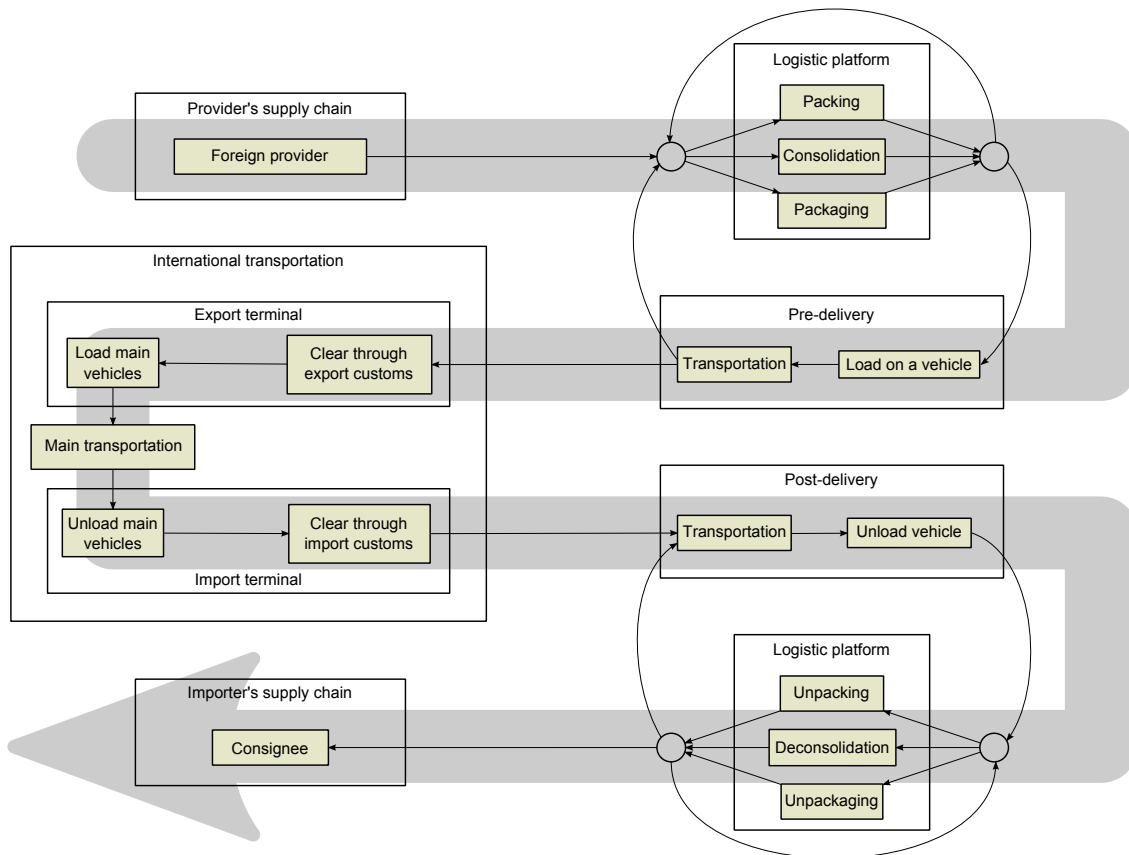 Logistic platform
Packing
Consolidation
Packaging
Provider's supply chain
Foreign provider
International transportation
Export terminal
Load main
vehicles
Clear through
export customs
Pre-delivery
Transportation
Load on a vehicle
Main transportation
Unload main
vehicles
Clear through
import customs
Import terminal
Post-delivery
Transportation
Unload vehicle
Logistic platform
Unpacking
Deconsolidation
Unpackaging
Importer's supply chain
Consignee